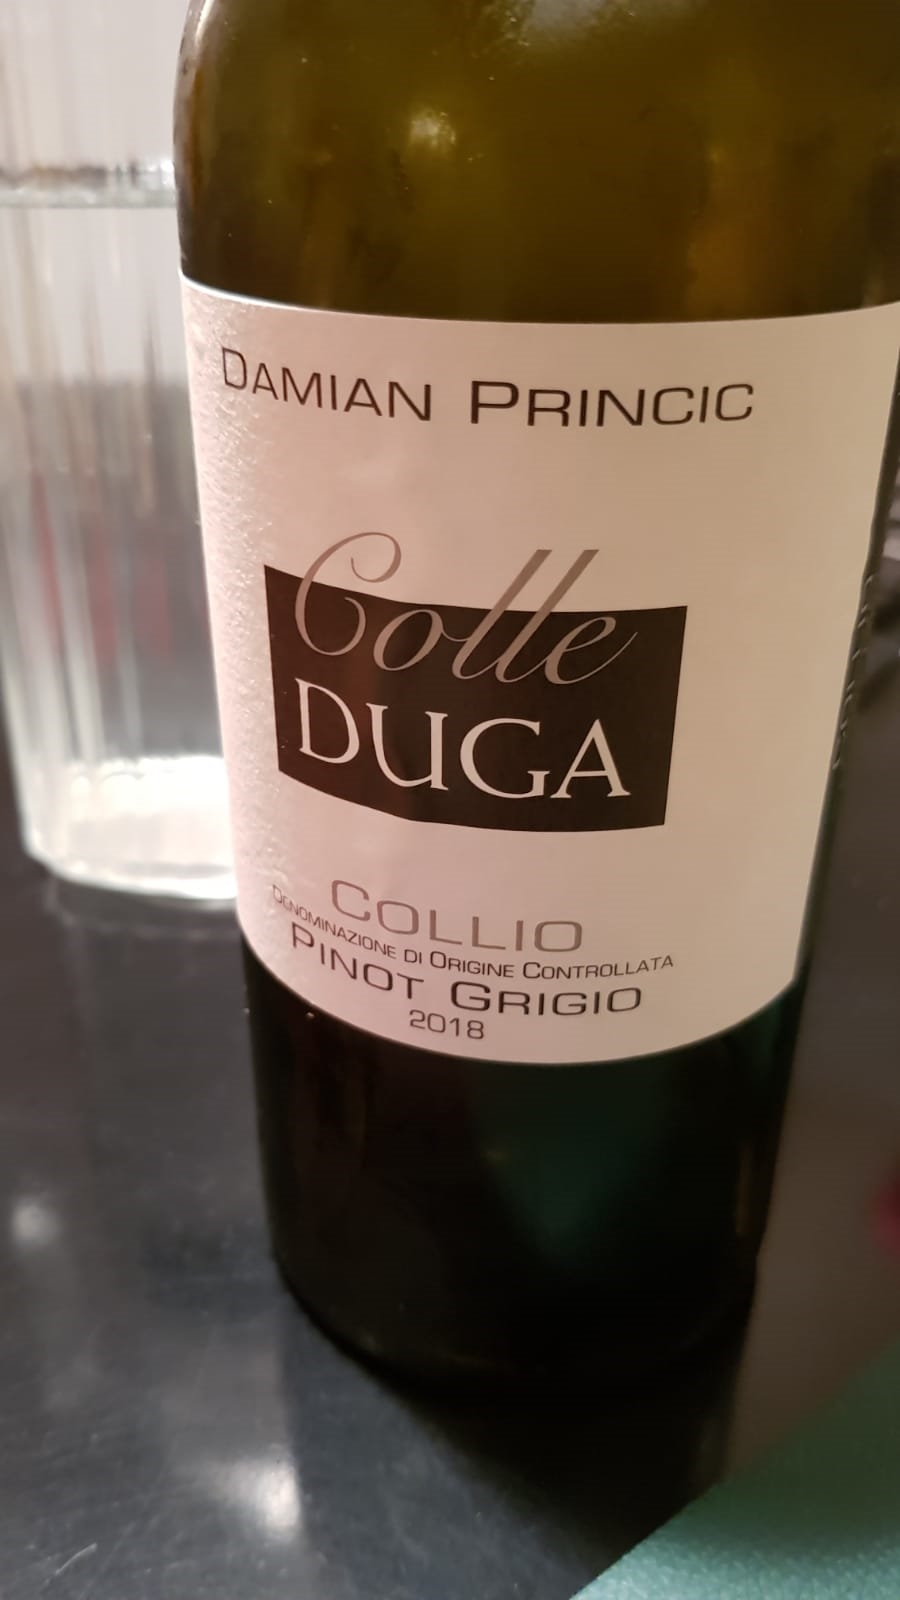 DAMIAN PRINCIC
Colle
DUGA
COLLIO
DENOMINAZIONE DI ORIGINE CONTROLLATA
PINOT GRIGIO
2018